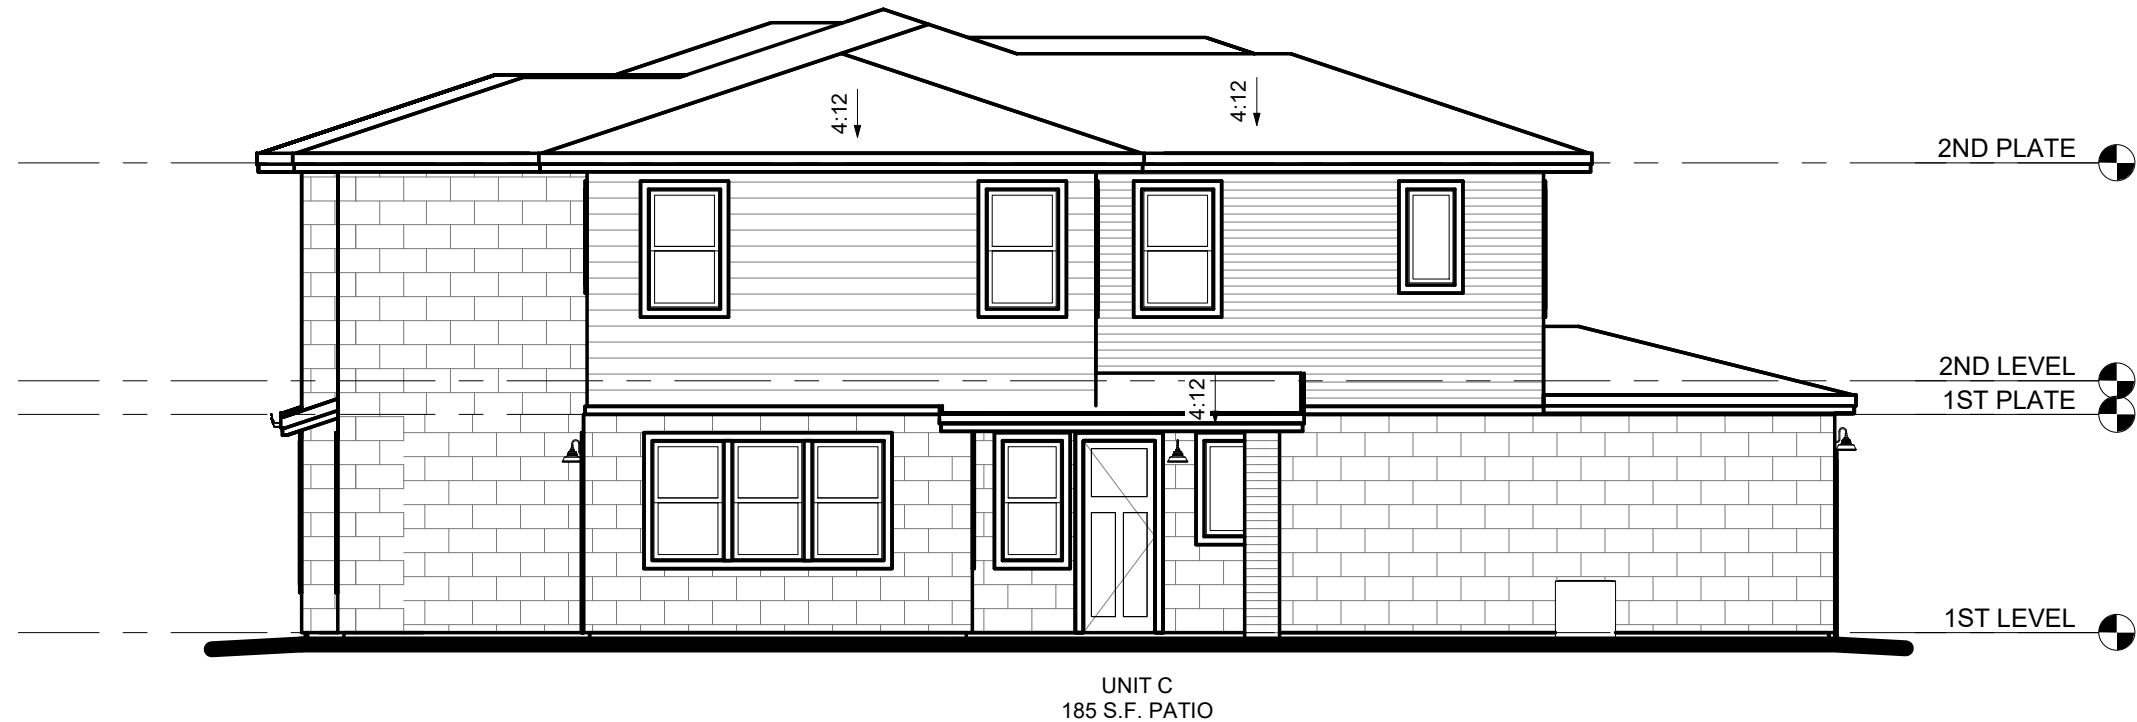 4:12
4:12
2ND PLATE
2ND LEVEL
4:12
1ST PLATE
1ST LEVEL
UNIT C
185 S.F. PATIO